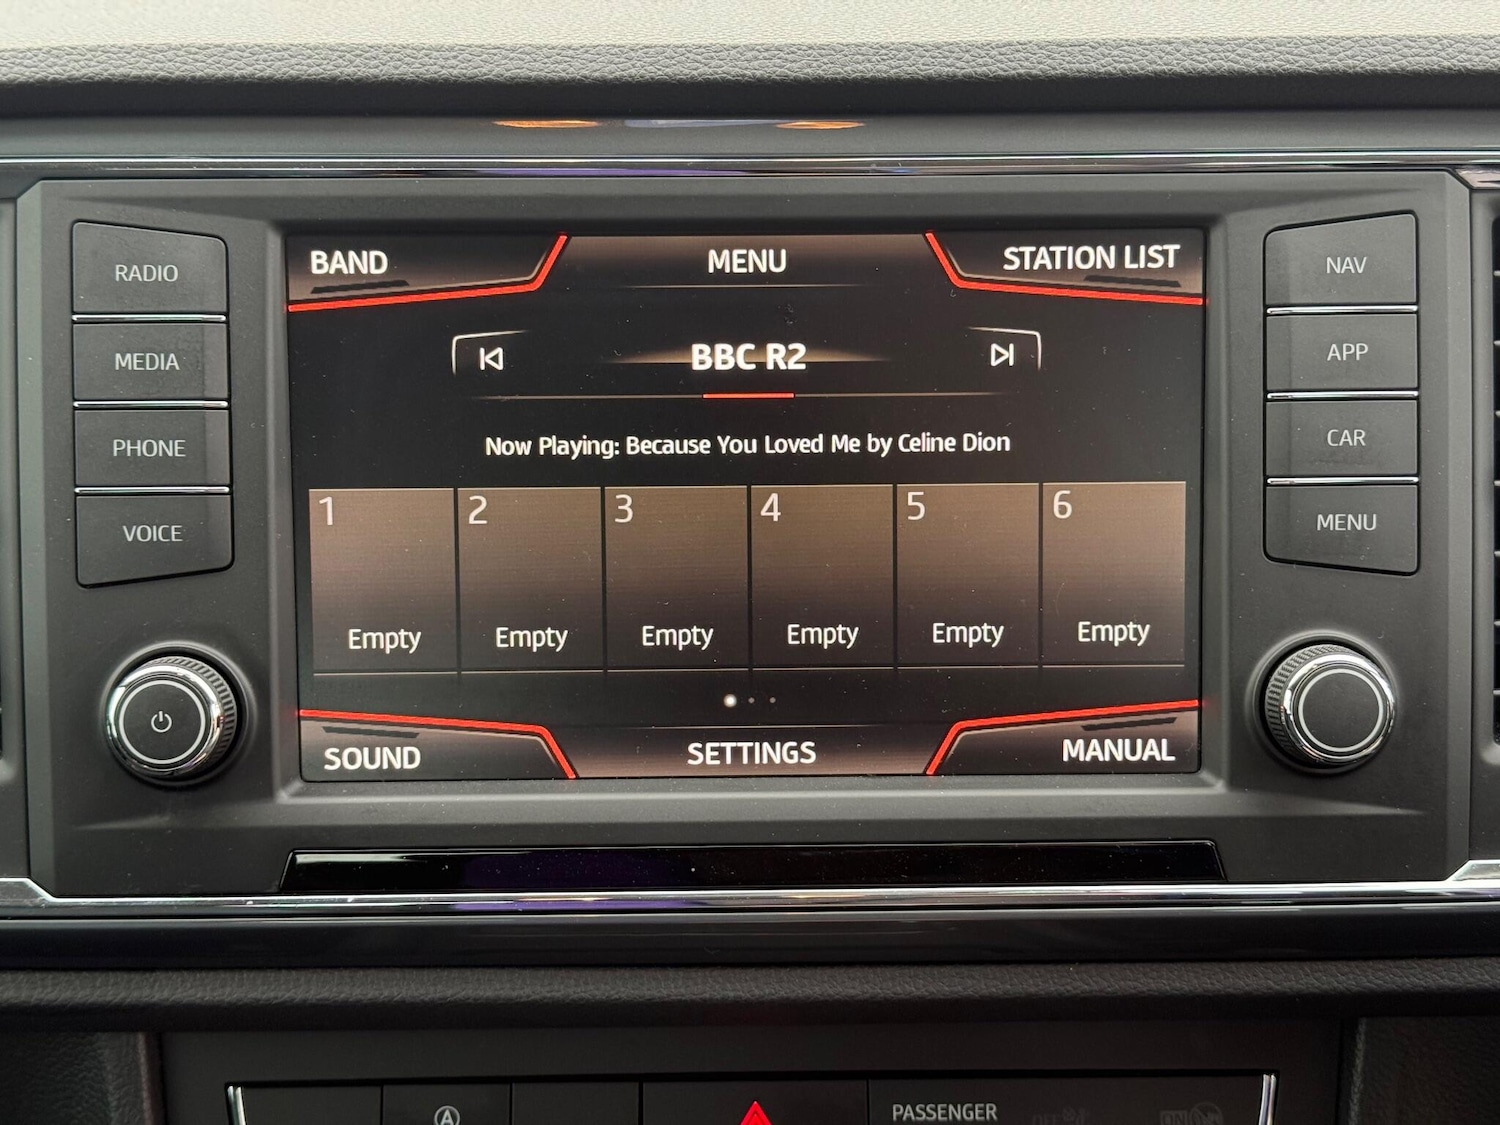 RADIO
MEDIA
PHONE
VOICE
BAND
MENU
STATION LIST
BBC R2
Now Playing: Because You Loved Me by Celine Dion
1
2
3
4
5
6
Empty
Empty
Empty
Empty
Empty
Empty
SOUND
SETTINGS
MANUAL
NAV
APP
CAR
MENU
A
PASSENGER
OFF
ON